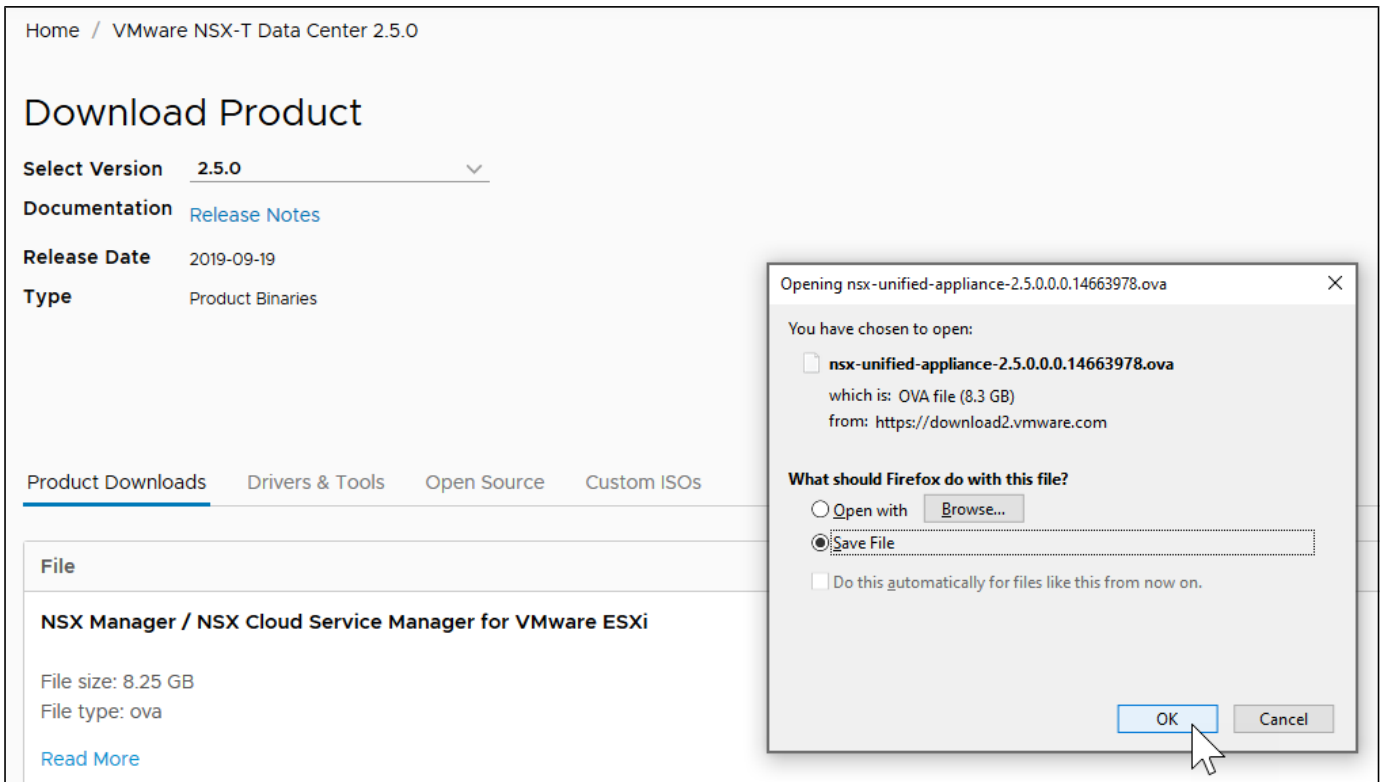 Home / VMware NSX-T Data Center 2.5.0
Download Product
Select Version 2.5.0
Documentation Release Notes
Release Date 2019-09-19
Type Product Binaries
Product Downloads Drivers & Tools Open Source Custom ISOs
File
NSX Manager / NSX Cloud Service Manager for VMware ESXi
File size: 8.25 GB
File type: ova
Read More
Opening nsx-unified-appliance-2.5.0.0.0.14663978.ova
You have chosen to open:
nsx-unified-appliance-2.5.0.0.0.14663978.ova
which is: OVA file (8.3 GB)
from: https://download2.vmware.com
What should Firefox do with this file?
Open with Browse...
Save File
Do this automatically for files like this from now on.
OK Cancel